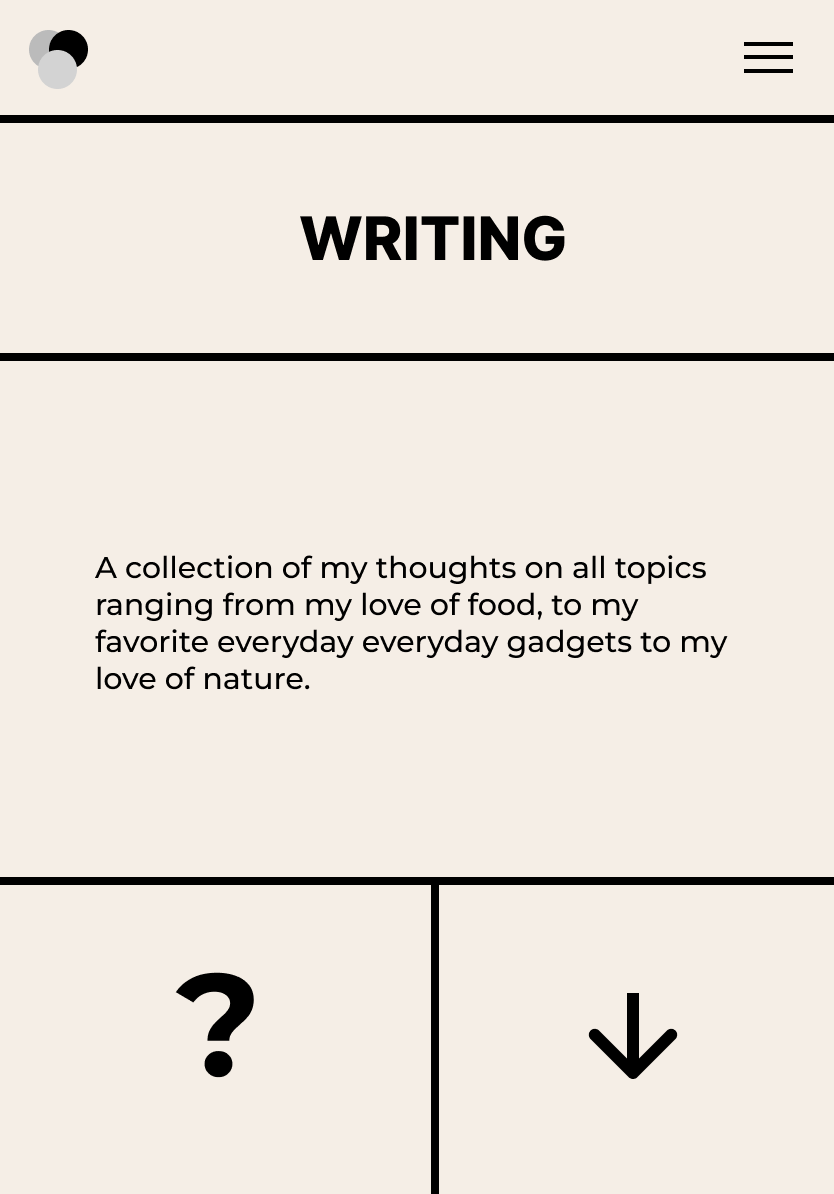 WRITING
A collection of my thoughts on all topics
ranging from my love of food, to my
favorite everyday everyday gadgets to my
love of nature.
?